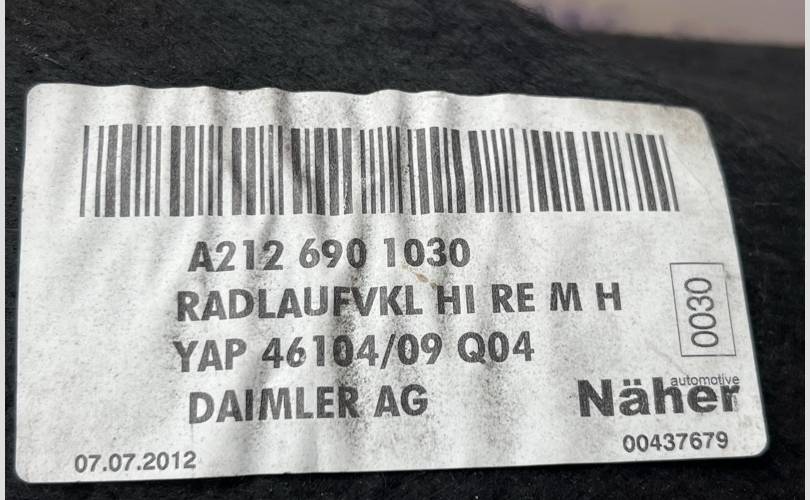 A212 690 1030
RADLAUFVKL HI RE M H
YAP 46104/09 Q04
DAIMLER AG
0030
automotive
Näher
07.07.2012
00437679